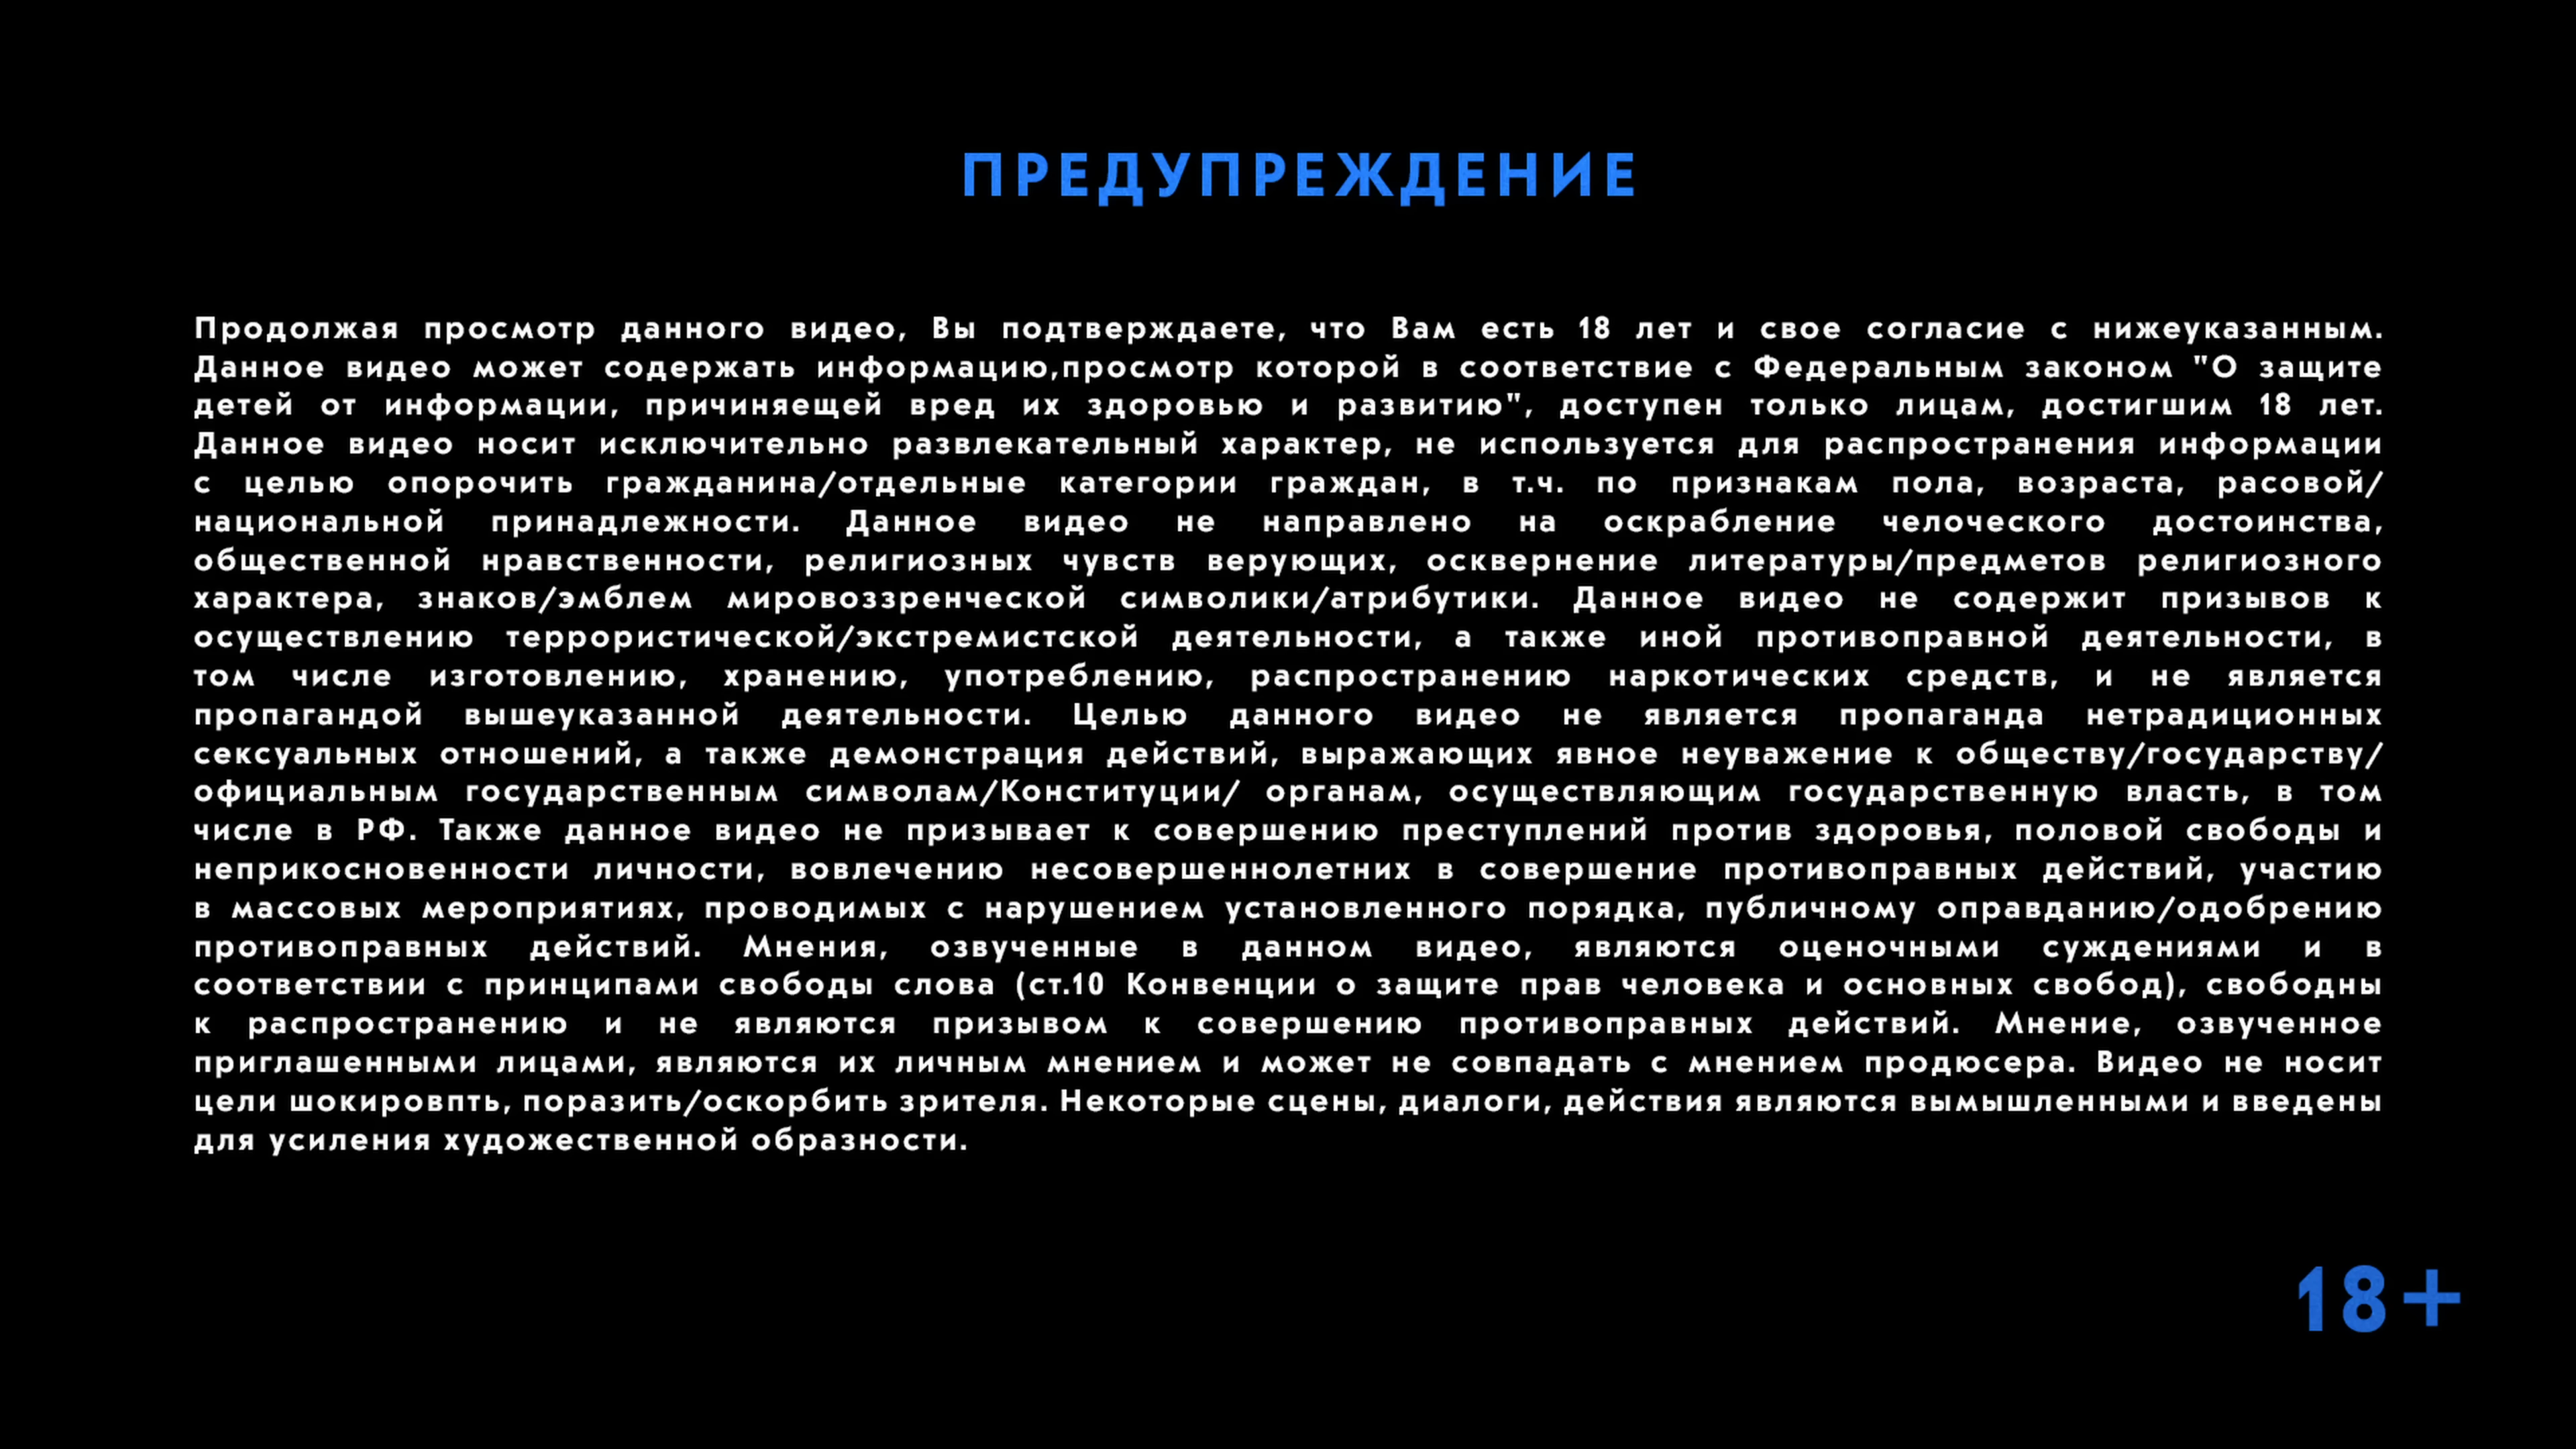 ПРЕДУПРЕЖДЕНИЕ
Продолжая просмотр данного видео, Вы подтверждаете, что Вам есть 18 лет и свое согласие с нижеуказанным.
Данное видео может содержать информацию,просмотр которой в соответствие с Федеральным законом "О защите
детей от информации, причиняещей вред их здоровью и развитию", доступен только лицам, достигшим 18 лет.
Данное видео носит исключительно развлекательный характер, не используется для распространения информации
с целью опорочить гражданина/отдельные категории граждан, в т.ч. по признакам пола, возраста, расовой/
национальной принадлежности. Данное видео не направлено на оскрабление челоческого достоинства,
общественной нравственности, религиозных чувств верующих, осквернение литературы/предметов религиозного
характера, знаков/эмблем мировоззренческой символики/атрибутики. Данное видео не содержит призывов к
осуществлению террористической/экстремистской деятельности, а также иной противоправной деятельности, в
том числе изготовлению, хранению, употреблению, распространению наркотических средств, и не является
пропагандой вышеуказанной деятельности. Целью данного видео не является пропаганда нетрадиционных
сексуальных отношений, а также демонстрация действий, выражающих явное неуважение к обществу/государству/
официальным государственным символам/Конституции/ органам, осуществляющим государственную власть, в том
числе в РФ. Также данное видео не призывает к совершению преступлений против здоровья, половой свободы и
неприкосновенности личности, вовлечению несовершеннолетних в совершение противоправных действий, участию
в массовых мероприятиях, проводимых с нарушением установленного порядка, публичному оправданию/одобрению
противоправных действий. Мнения, озвученные в данном видео, являются оценочными суждениями и в
соответствии с принципами свободы слова (ст.10 Конвенции о защите прав человека и основных свобод), свободны
к распространению и не являются призывом к совершению противоправных действий. Мнение, озвученное
приглашенными лицами, являются их личным мнением и может не совпадать с мнением продюсера. Видео не носит
цели шокировпть, поразить/оскорбить зрителя. Некоторые сцены, диалоги, действия являются вымышленными и введены
для усиления художественной образности.
18+